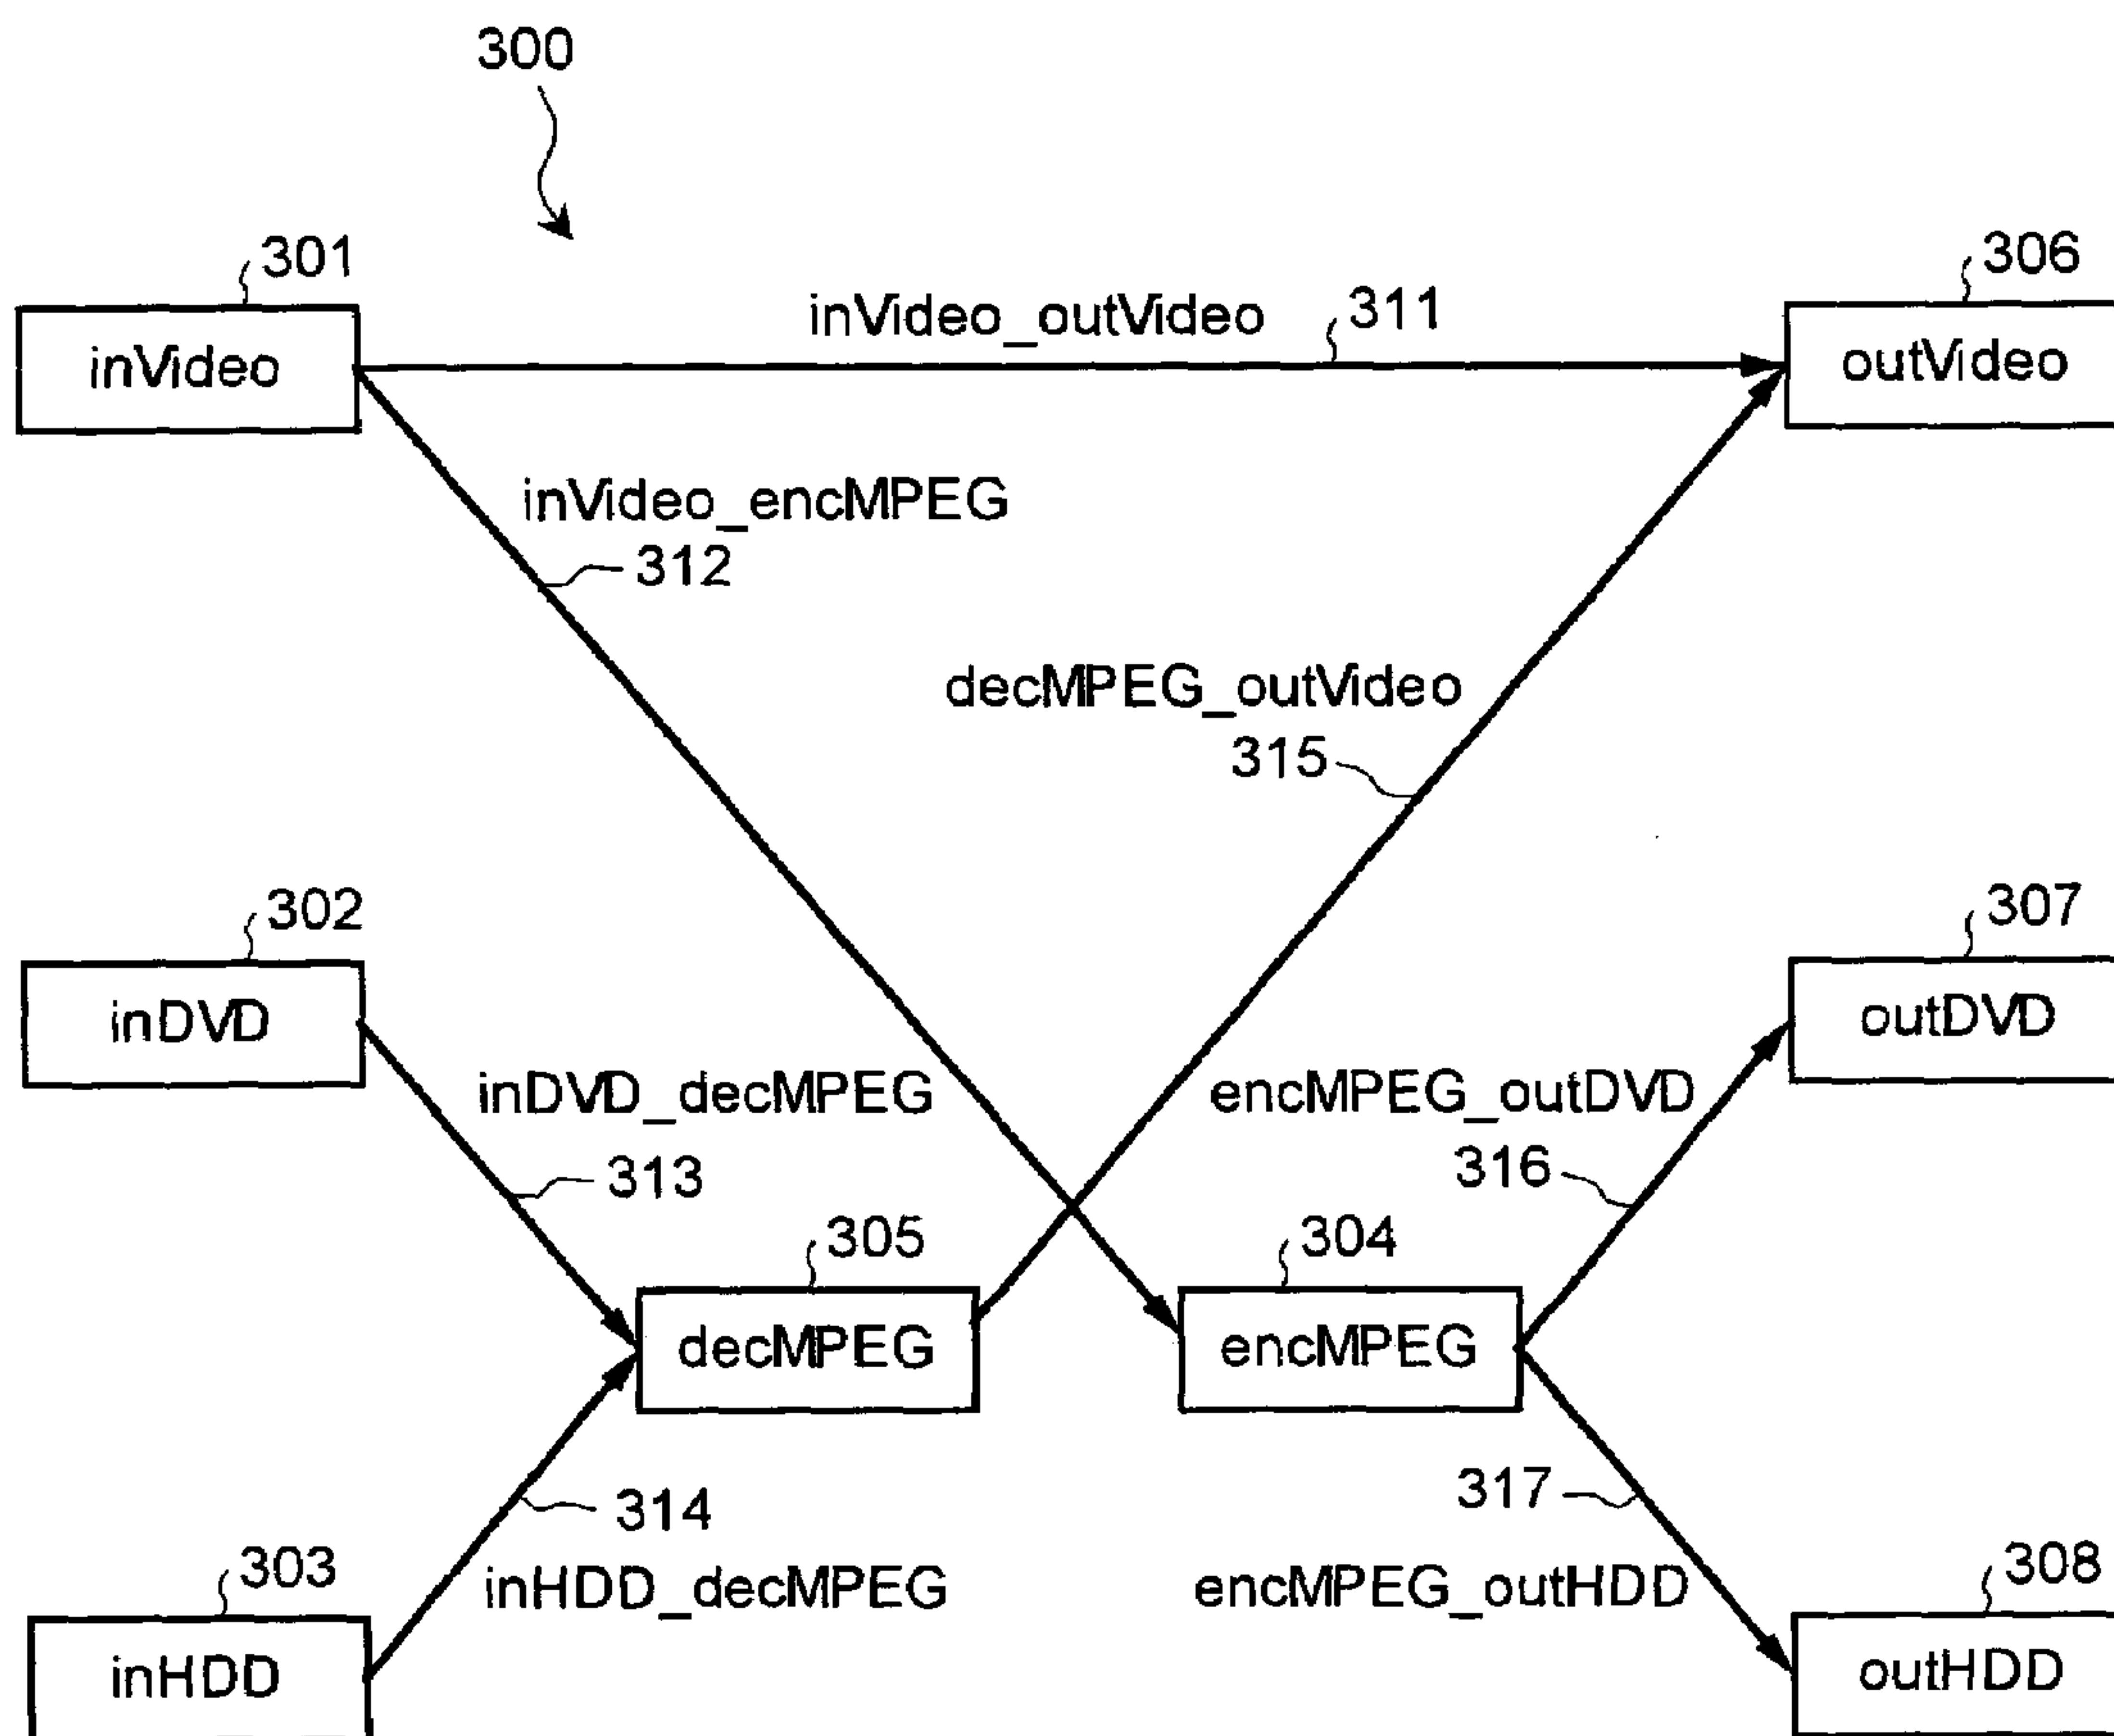 300
301
306
inVideo_outVideo
311
inVideo
outVideo
inVideo_encMPEG
312
decMPEG_outVideo
315
302
307
inDVD
outDVD
inDVD_decMPEG
encMPEG_outDVD
313
316
305
304
decMPEG
encMPEG
314
317
303
308
inHDD_decMPEG
encMPEG_outHDD
inHDD
outHDD